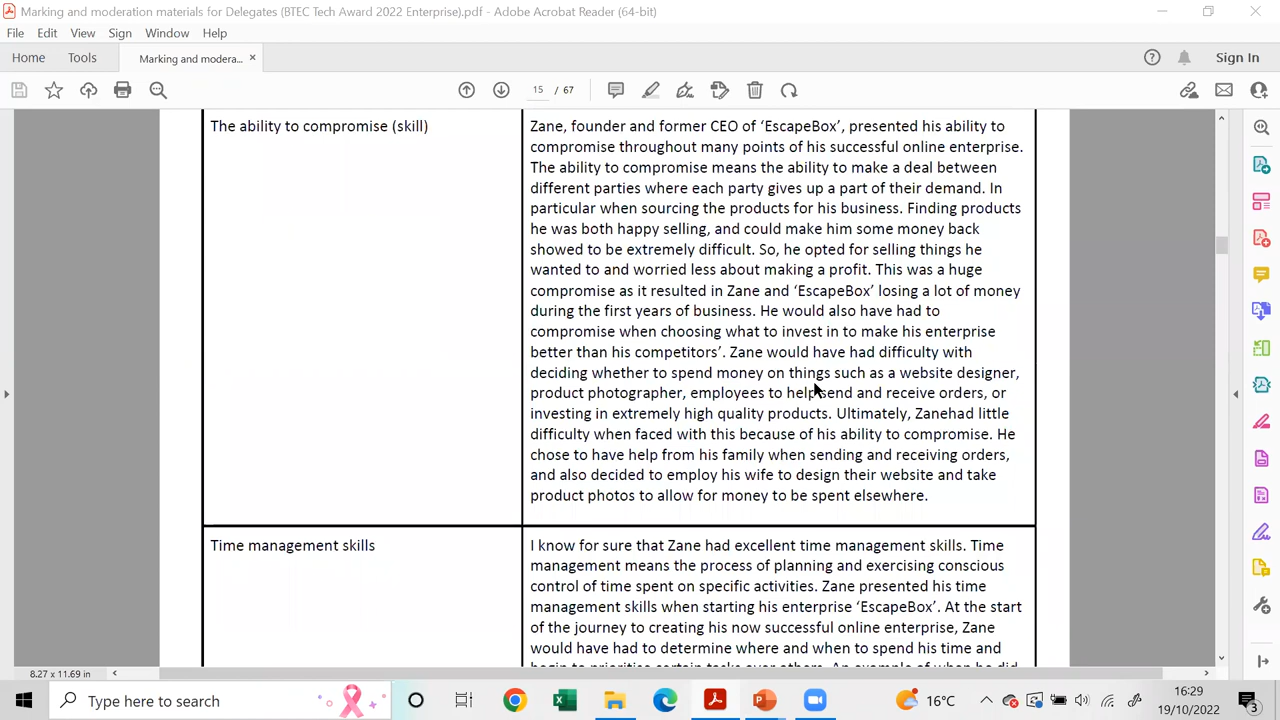 Marking and moderation materials for Delegates (BTEC Tech Award 2022 Enterprise).pdf - Adobe Acrobat Reader (64-bit)
File Edit View Sign Window Help
Home Tools Marking and modera... ×
Sign In
15 / 67
The ability to compromise (skill)
Zane, founder and former CEO of ‘EscapeBox’, presented his ability to
compromise throughout many points of his successful online enterprise.
The ability to compromise means the ability to make a deal between
different parties where each party gives up a part of their demand. In
particular when sourcing the products for his business. Finding products
he was both happy selling, and could make him some money back
showed to be extremely difficult. So, he opted for selling things he
wanted to and worried less about making a profit. This was a huge
compromise as it resulted in Zane and ‘EscapeBox’ losing a lot of money
during the first years of business. He would also have had to
compromise when choosing what to invest in to make his enterprise
better than his competitors’. Zane would have had difficulty with
deciding whether to spend money on things such as a website designer,
product photographer, employees to help send and receive orders, or
investing in extremely high quality products. Ultimately, Zanehad little
difficulty when faced with this because of his ability to compromise. He
chose to have help from his family when sending and receiving orders,
and also decided to employ his wife to design their website and take
product photos to allow for money to be spent elsewhere.
Time management skills
I know for sure that Zane had excellent time management skills. Time
management means the process of planning and exercising conscious
control of time spent on specific activities. Zane presented his time
management skills when starting his enterprise ‘EscapeBox’. At the start
of the journey to creating his now successful online enterprise, Zane
would have had to determine where and when to spend his time and
begin to priorities certain tasks over others. An example of when he did
8.27 x 11.69 in
Type here to search
16°C
16:29
19/10/2022
3